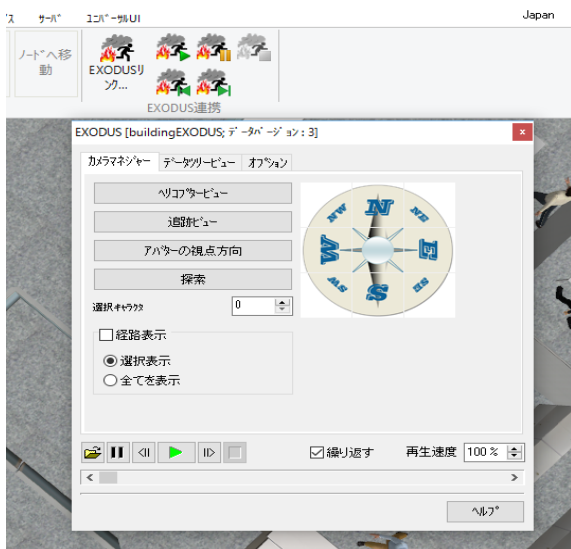 ｻｰﾊﾞ ﾕﾆﾊﾞｰｻﾙUI Japan
ﾉｰﾄﾞへ移
動
EXODUSﾘ
ﾝｸ...
EXODUS連携
EXODUS [buildingEXODUS; ﾃﾞｰﾀﾊﾞｰｼﾞｮﾝ: 3]
ｶﾒﾗﾏﾈｼﾞｬｰ ﾃﾞｰﾀﾂﾘｰﾋﾞｭｰ ｵﾌﾟｼｮﾝ
ﾍﾘｺﾌﾟﾀｰﾋﾞｭｰ
追跡ﾋﾞｭｰ
ｱﾊﾞﾀｰの視点方向
探索
選択ｷｬﾗｸﾀ 0
経路表示
選択表示
全てを表示
N
NW NE
W E
SW SE
S
繰り返す 再生速度 100 %
ﾍﾙﾌﾟ